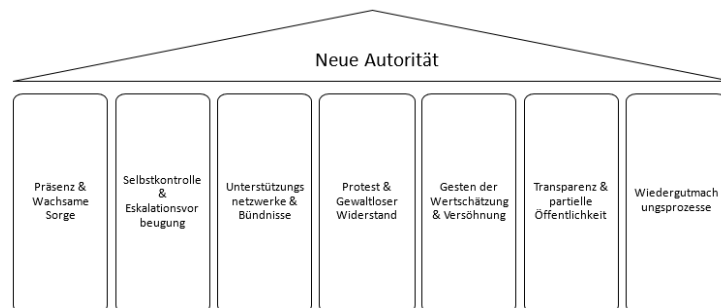 Neue Autorität
Präsenz &
Wachsame
Sorge
Selbstkontrolle
&
Eskalationsvor
beugung
Unterstützungs
netzwerke &
Bündnisse
Protest &
Gewaltloser
Widerstand
Gesten der
Wertschätzung
& Versöhnung
Transparenz &
partielle
Öffentlichkeit
Wiedergutmach
ungsprozesse